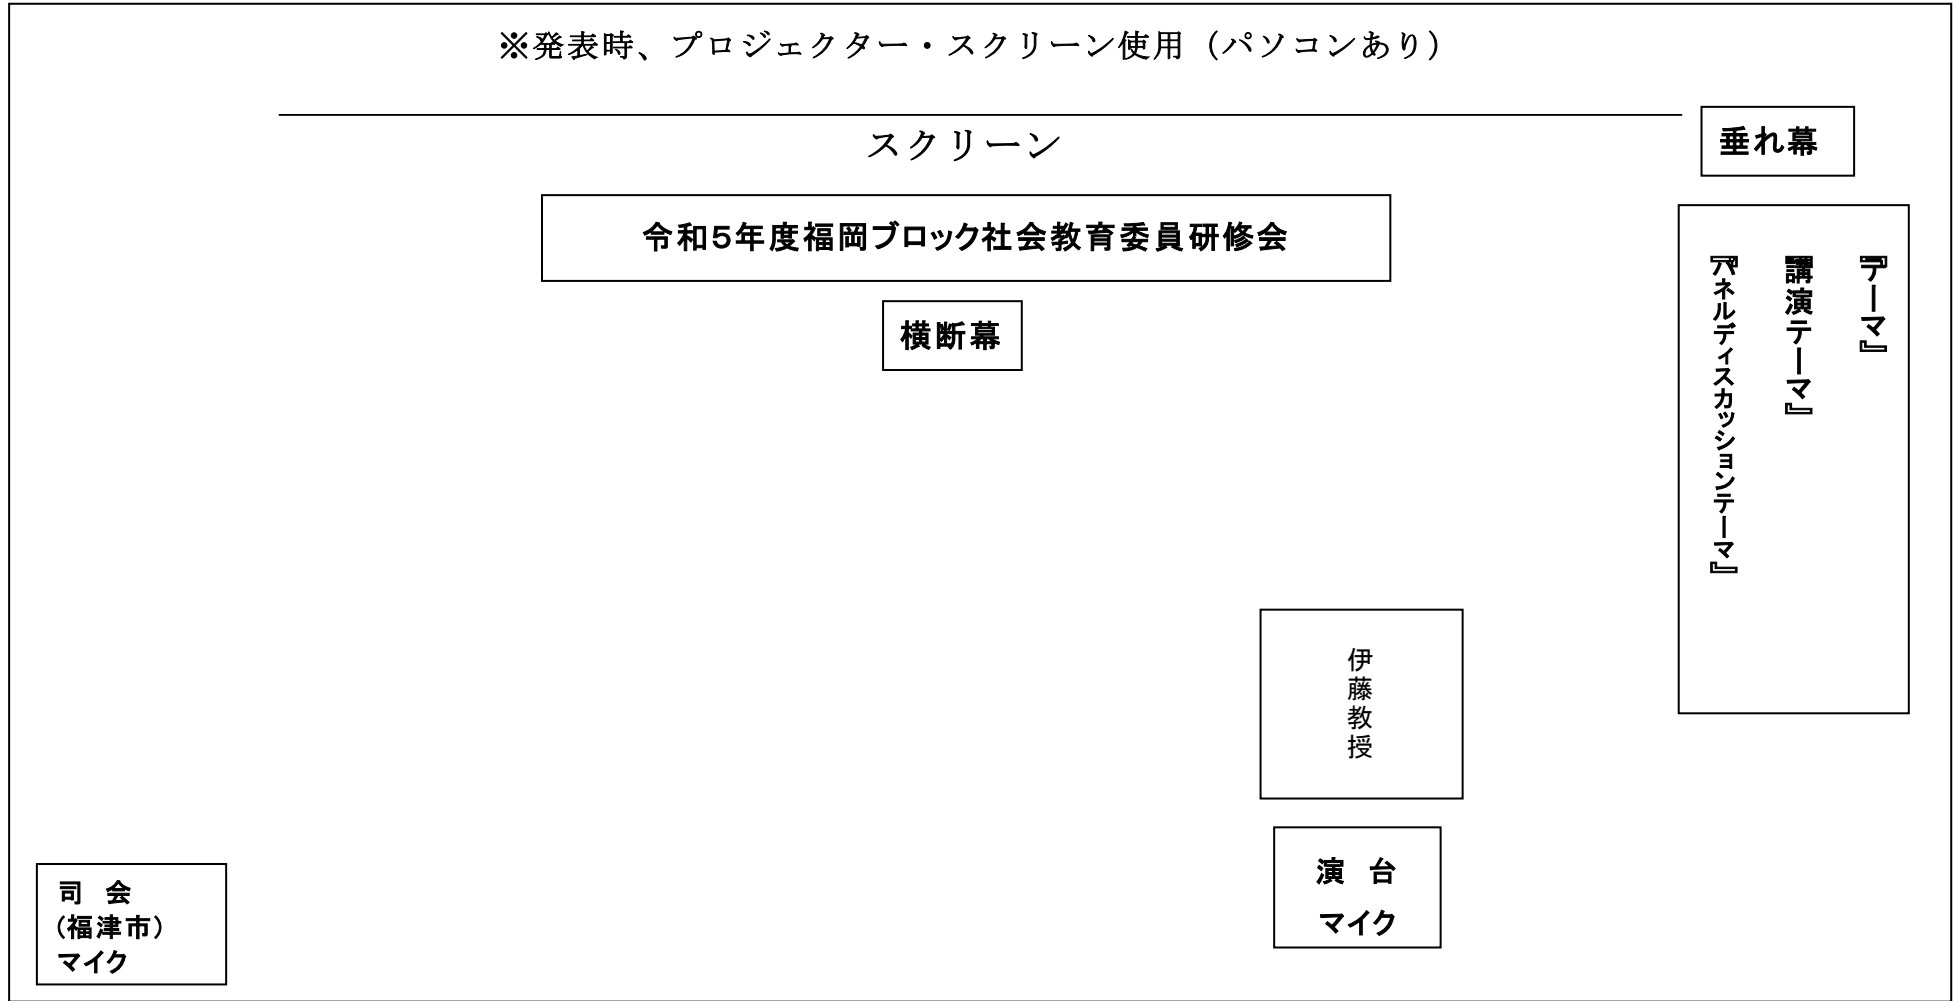 ※発表時、プロジェクター・スクリーン使用（パソコンあり）
スクリーン
垂れ幕
令和5年度福岡ブロック社会教育委員研修会
横断幕
『テーマ』
『講演テーマ』
『パネルディスカッションテーマ』
伊藤教授
演　台
マイク
司　会
（福津市）
マイク